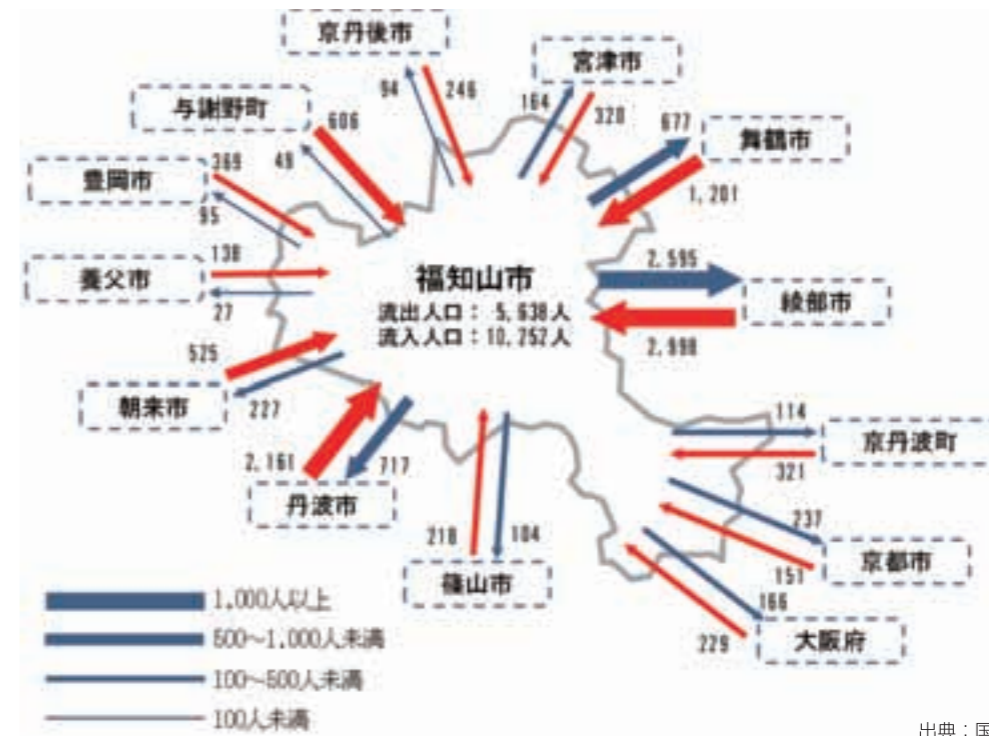 京丹後市
94
246
宮津市
164
320
与謝野町
606
49
677
舞鶴市
1,201
豊岡市
369
95
養父市
138
27
福知山市
流出人口：5,638人
流入人口：10,252人
2,595
綾部市
2,998
525
朝来市
227
2,161
717
丹波市
218
104
篠山市
114
京丹波町
321
237
京都市
151
166
大阪府
229
1,000人以上
500～1,000人未満
100～500人未満
100人未満
出典：国